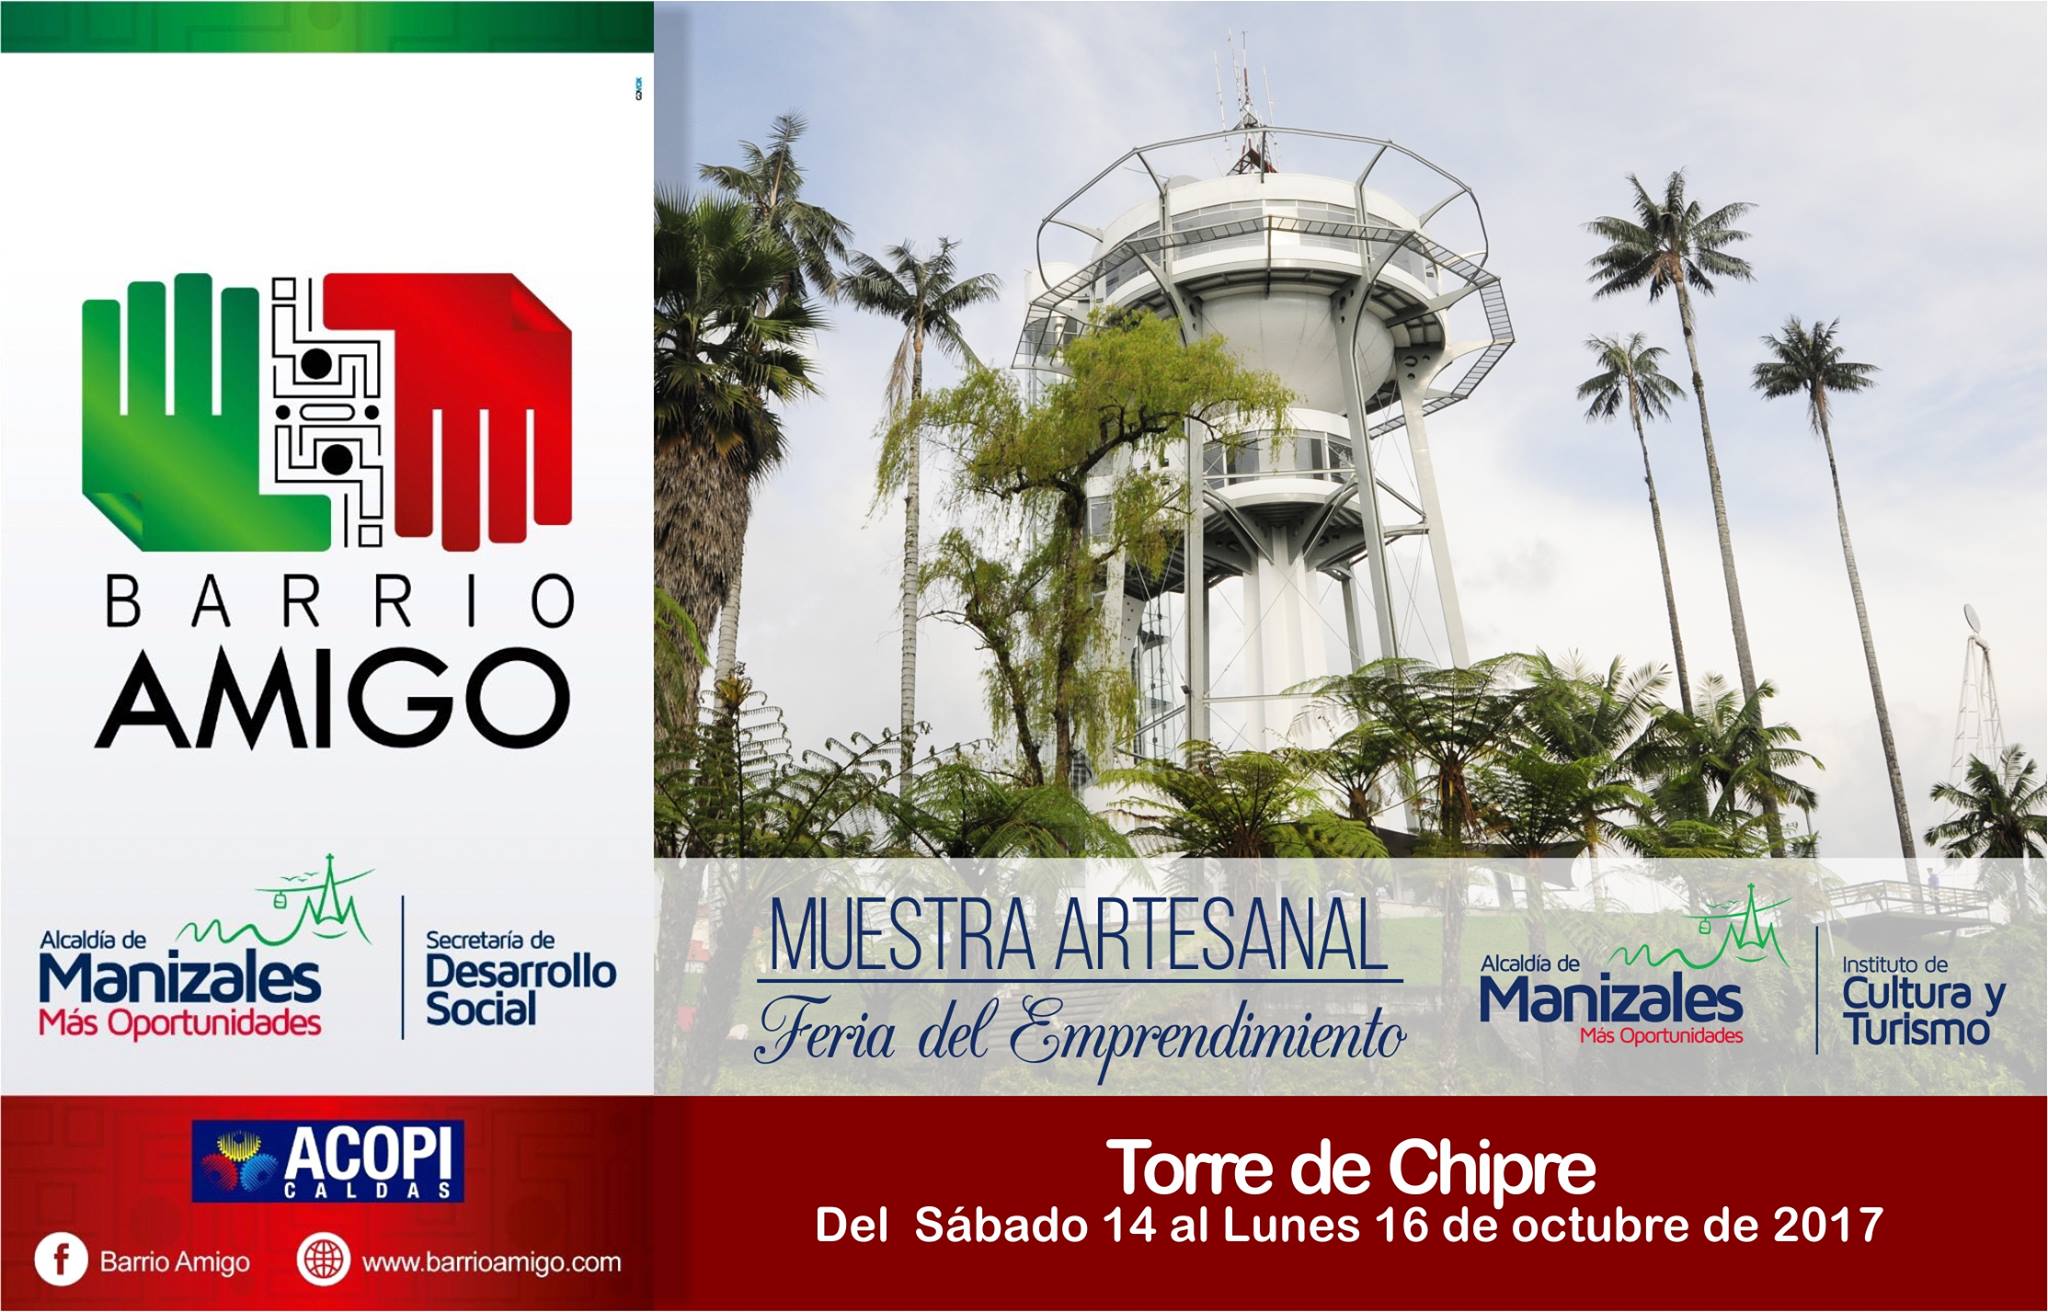 BARRIO
AMIGO
Alcaldía de
Manizales
Más Oportunidades
Secretaría de
Desarrollo
Social
ACOPI
CALDAS
Barrio Amigo
www.barrioamigo.com
MUESTRA ARTESANAL
Feria del Emprendimiento
Alcaldía de
Manizales
Más Oportunidades
Instituto de
Cultura y
Turismo
Torre de Chipre
Del Sábado 14 al Lunes 16 de octubre de 2017